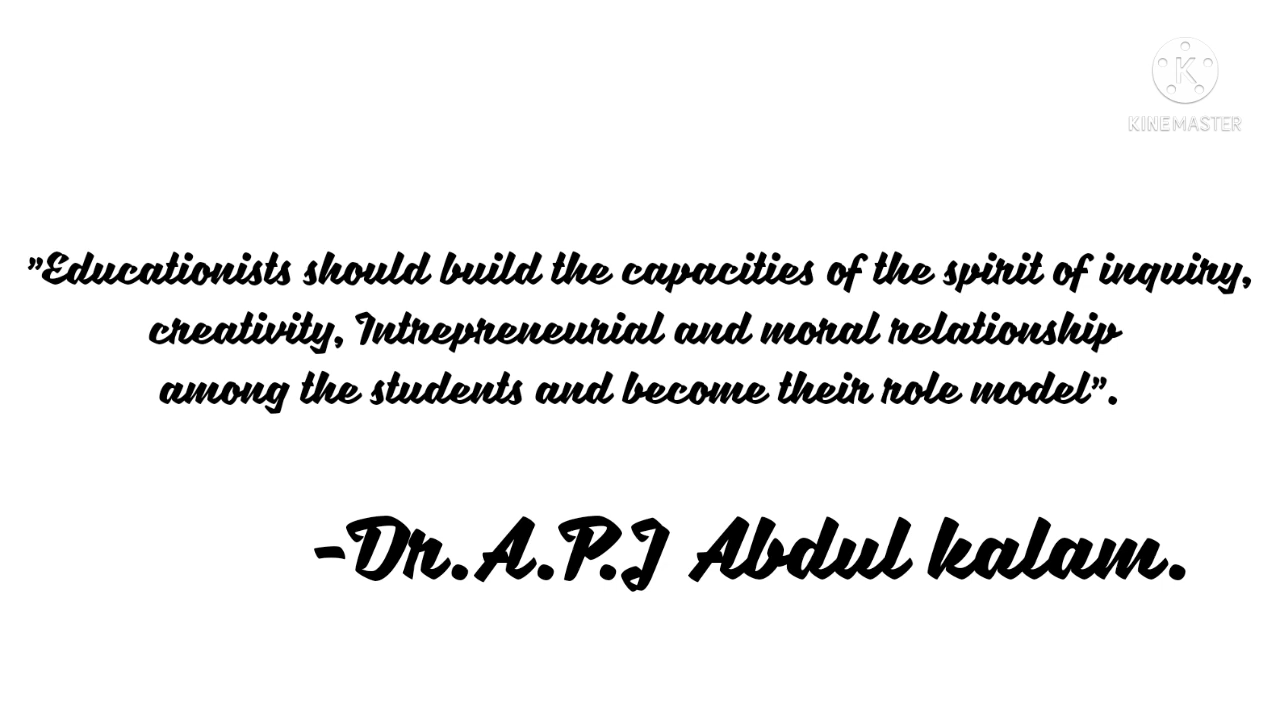 KINEMASTER
”Educationists should build the capacities of the spirit of inquiry,
creativity, Intrepreneurial and moral relationship
among the students and become their role model”.
-Dr.A.P.J Abdul kalam.